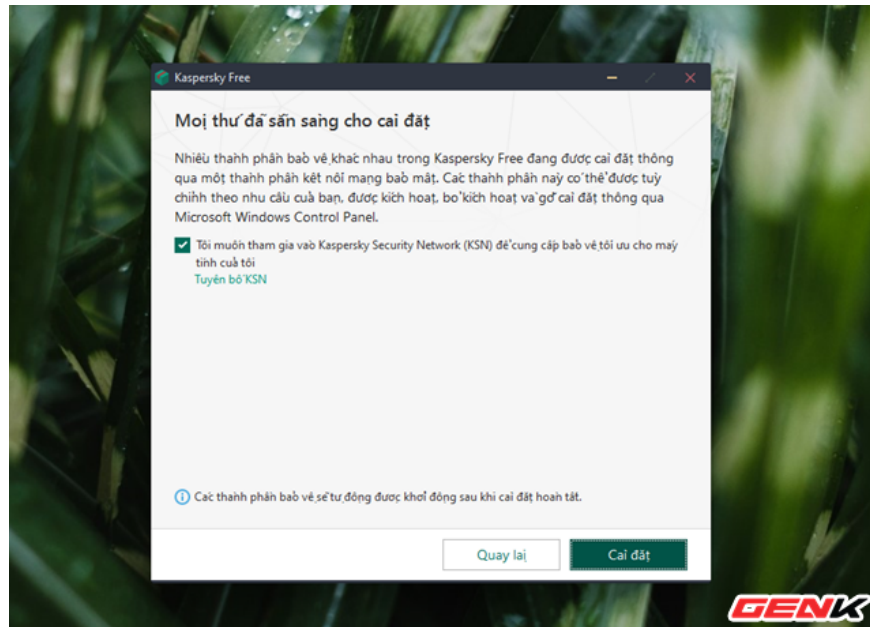 Kaspersky Free
Mọi thứ đã sẵn sàng cho cài đặt
Nhiều thành phần bảo vệ khác nhau trong Kaspersky Free đang được cài đặt thông
qua một thành phần kết nối mạng bảo mật. Các thành phần này có thể được tùy
chỉnh theo nhu cầu của bạn, được kích hoạt, bỏ kích hoạt và gỡ cài đặt thông qua
Microsoft Windows Control Panel.
Tôi muốn tham gia vào Kaspersky Security Network (KSN) để cung cấp bảo vệ tối ưu cho máy
tính của tôi
Tuyên bố KSN
Các thành phần bảo vệ sẽ tự động được khởi động sau khi cài đặt hoàn tất.
Quay lại
Cài đặt
GENK